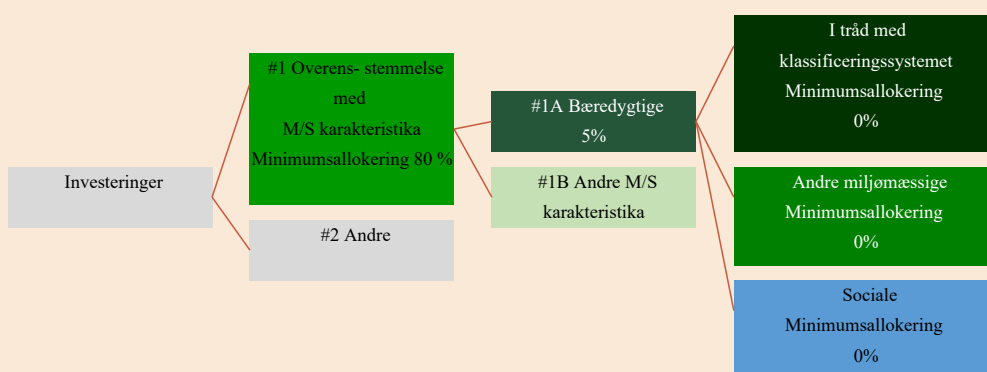 Investeringer
#1 Overens- stemmelse
med
M/S karakteristika
Minimumsallokering 80 %
#2 Andre
#1A Bæredygtige
5%
#1B Andre M/S
karakteristika
I tråd med
klassificeringssystemet
Minimumsallokering
0%
Andre miljømæssige
Minimumsallokering
0%
Sociale
Minimumsallokering
0%